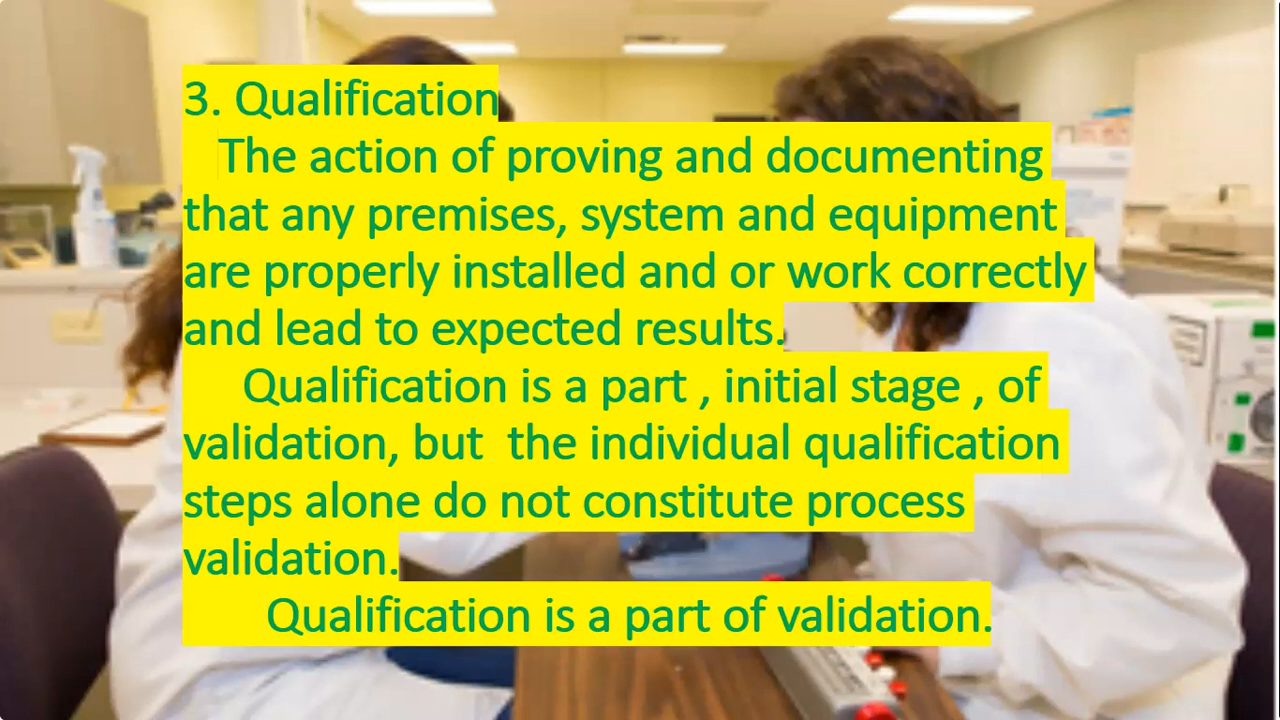 3. Qualification
The action of proving and documenting
that any premises, system and equipment
are properly installed and or work correctly
and lead to expected results.
Qualification is a part , initial stage , of
validation, but the individual qualification
steps alone do not constitute process
validation.
Qualification is a part of validation.